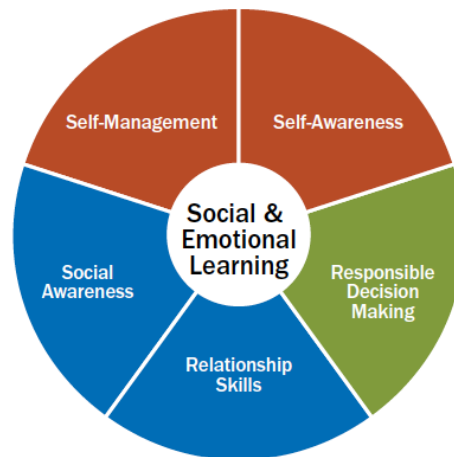 Self-Management
Self-Awareness
Social &
Emotional
Learning
Social
Awareness
Responsible
Decision
Making
Relationship
Skills